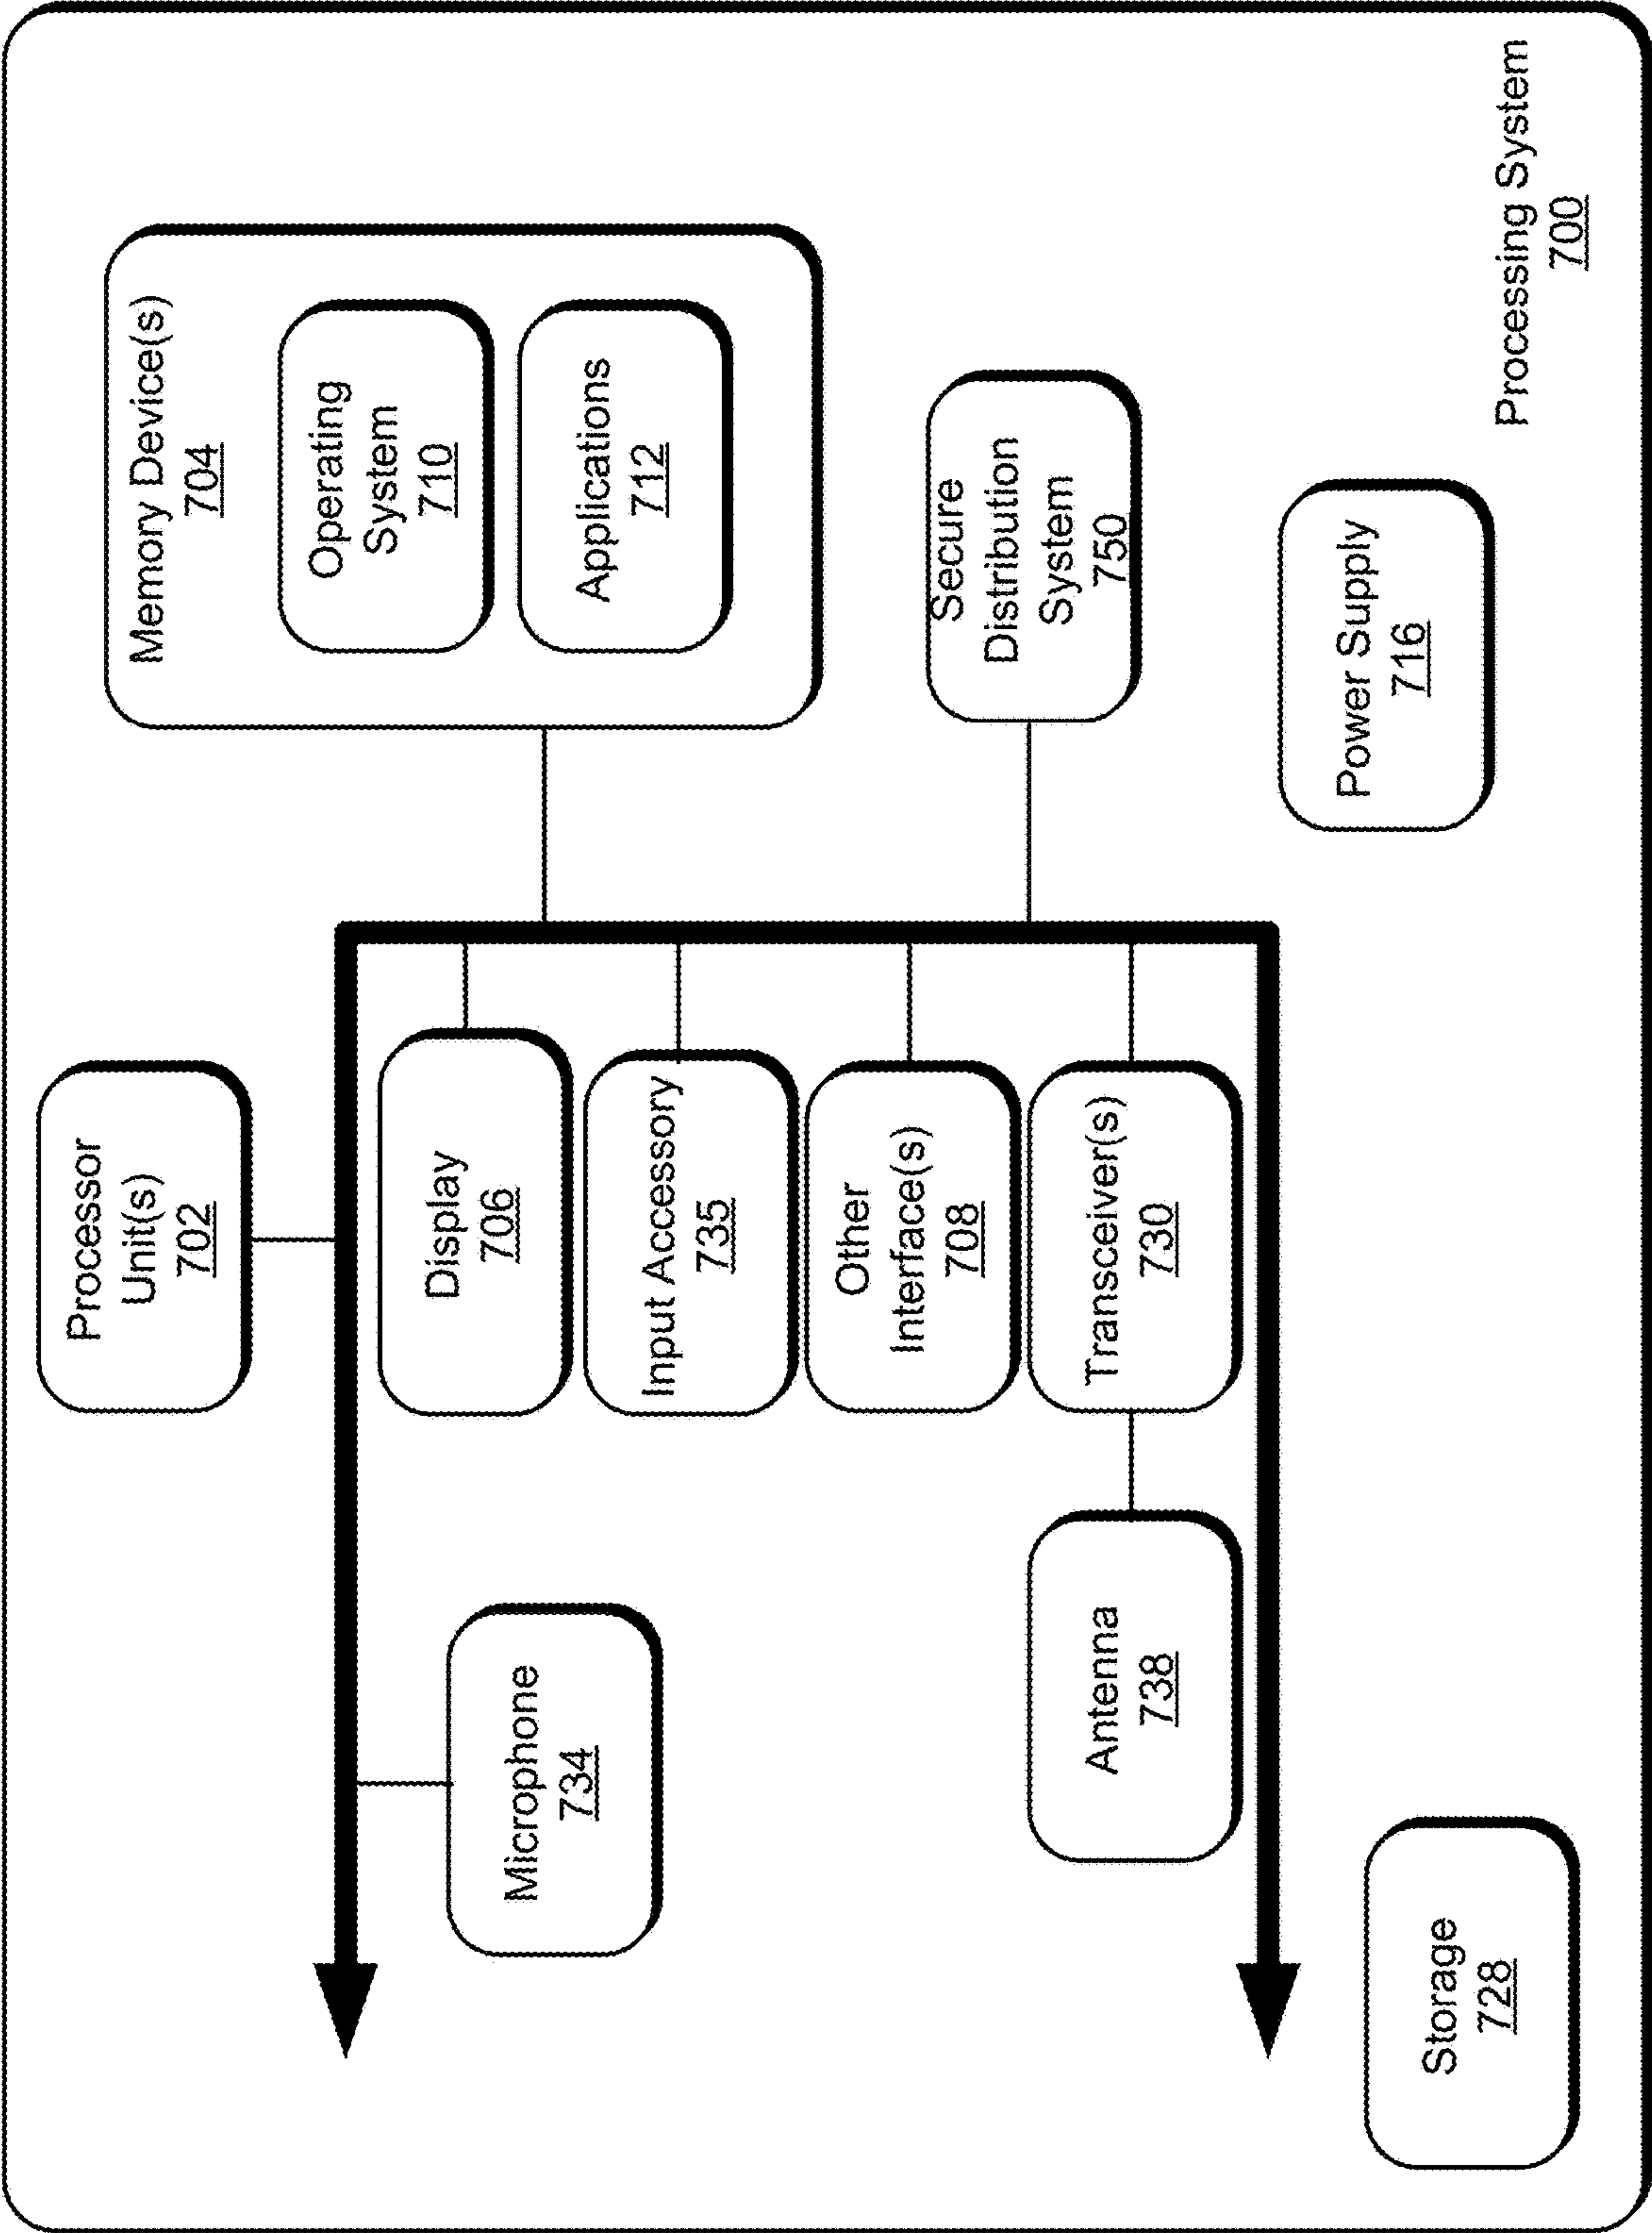 Processor
Unit(s)
702
Memory Device(s)
704
Operating
System
710
Applications
712
Display
706
Microphone
734
Input Accessory
735
Other
Interface(s)
708
Secure
Distribution
System
750
Transceiver(s)
730
Antenna
738
Power Supply
716
Storage
728
Processing System
700